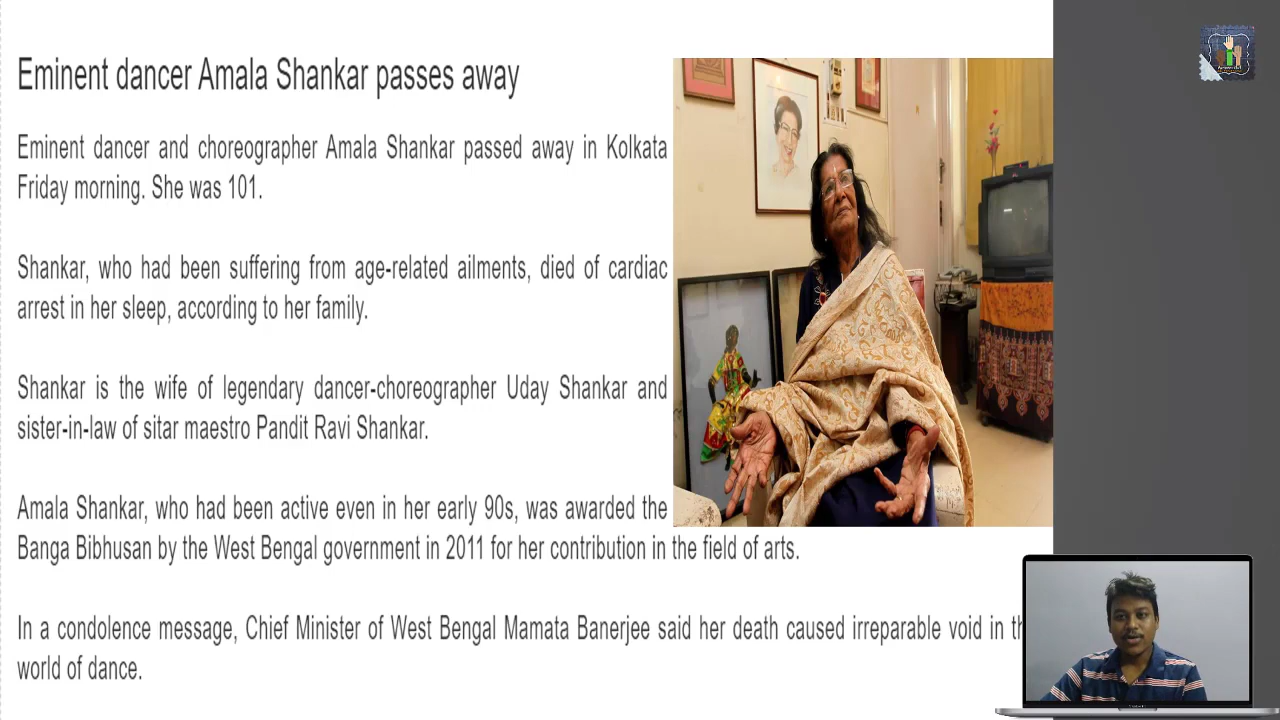 Eminent dancer Amala Shankar passes away
Eminent dancer and choreographer Amala Shankar passed away in Kolkata
Friday morning. She was 101.
Shankar, who had been suffering from age-related ailments, died of cardiac
arrest in her sleep, according to her family.
Shankar is the wife of legendary dancer-choreographer Uday Shankar and
sister-in-law of sitar maestro Pandit Ravi Shankar.
Amala Shankar, who had been active even in her early 90s, was awarded the
Banga Bibhusan by the West Bengal government in 2011 for her contribution in the field of arts.
In a condolence message, Chief Minister of West Bengal Mamata Banerjee said her death caused irreparable void in
world of dance.